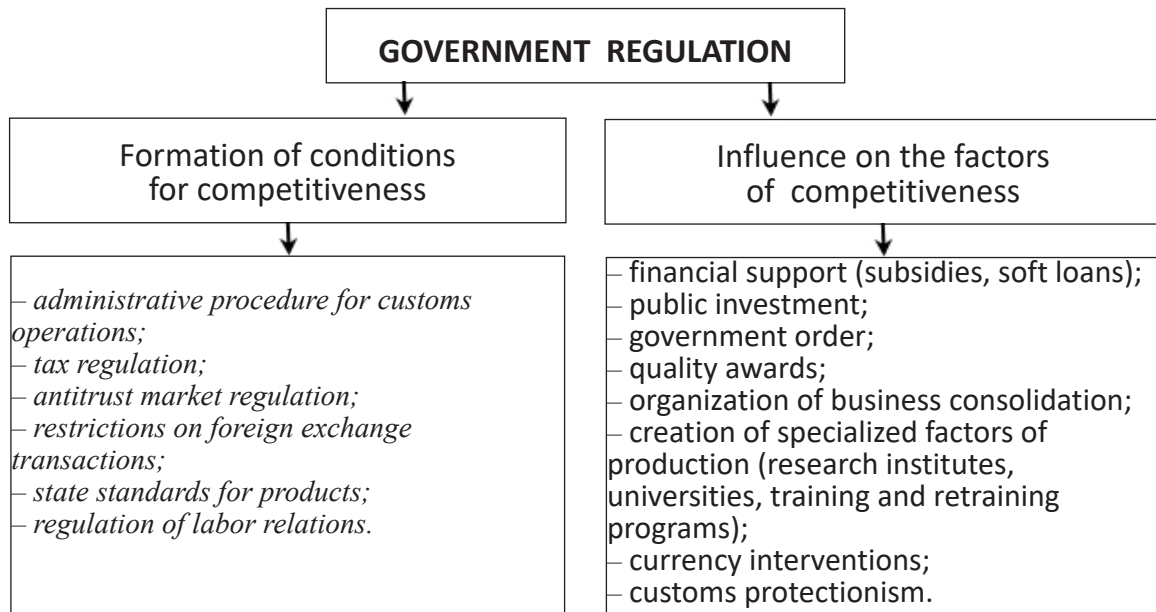 GOVERNMENT REGULATION
Formation of conditions
for competitiveness
– administrative procedure for customs
operations;
– tax regulation;
– antitrust market regulation;
– restrictions on foreign exchange
transactions;
– state standards for products;
– regulation of labor relations.
Influence on the factors
of competitiveness
– financial support (subsidies, soft loans);
– public investment;
– government order;
– quality awards;
– organization of business consolidation;
– creation of specialized factors of
production (research institutes,
universities, training and retraining
programs);
– currency interventions;
– customs protectionism.